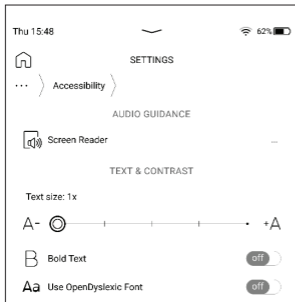 Thu 15:48 62%
SETTINGS
... Accessibility
AUDIO GUIDANCE
Screen Reader
TEXT & CONTRAST
Text size: 1x
A- +A
B Bold Text off
Aa Use OpenDyslexic Font off